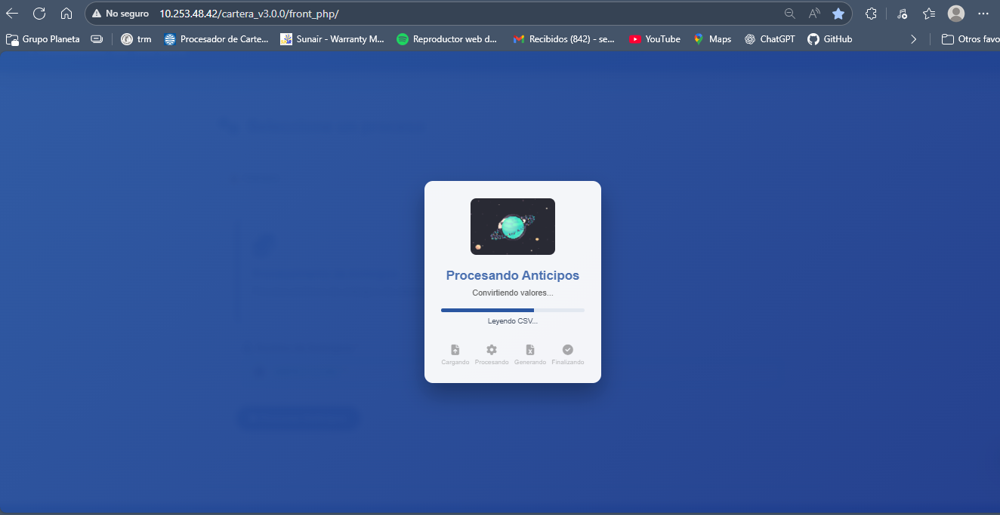 No seguro 10.253.48.42/cartera_v3.0.0/front_php/
Grupo Planeta trm Procesador de Carte... Sunair - Warranty M... Reproductor web d... Recibidos (842) - se... YouTube Maps ChatGPT GitHub Otros favo
Procesando Anticipos
Convirtiendo valores...
Leyendo CSV...
Cargando Procesando Generando Finalizando